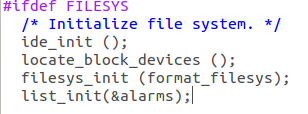 #ifdef FILESYS
/* Initialize file system. */
ide_init ();
locate_block_devices ();
filesys_init (format_filesys);
list_init(&alarms);